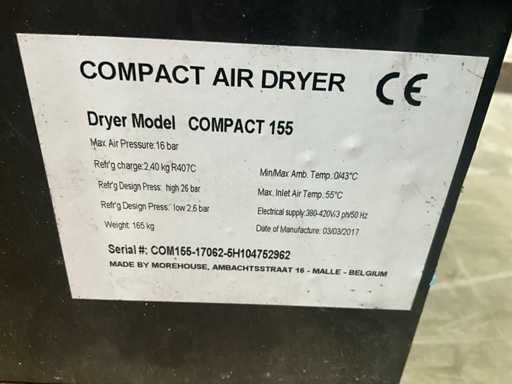 COMPACT AIR DRYER CE
Dryer Model COMPACT 155
Max Air Pressure:16 bar
Refr'g charge:2,40 kg R407C
Min/Max Amb. Temp.:0/43°C
Refr'g Design Press: high 26 bar
Max. Inlet Air Temp.:55°C
Refr'g Design Press.: low 2,6 bar
Electrical supply:380-420V/3 ph/50 Hz
Weight: 165 kg
Date of Manufacture: 03/03/2017
Serial #: COM155-17062-5H104752962
MADE BY MOREHOUSE, AMBACHTSSTRAAT 16 - MALLE - BELGIUM